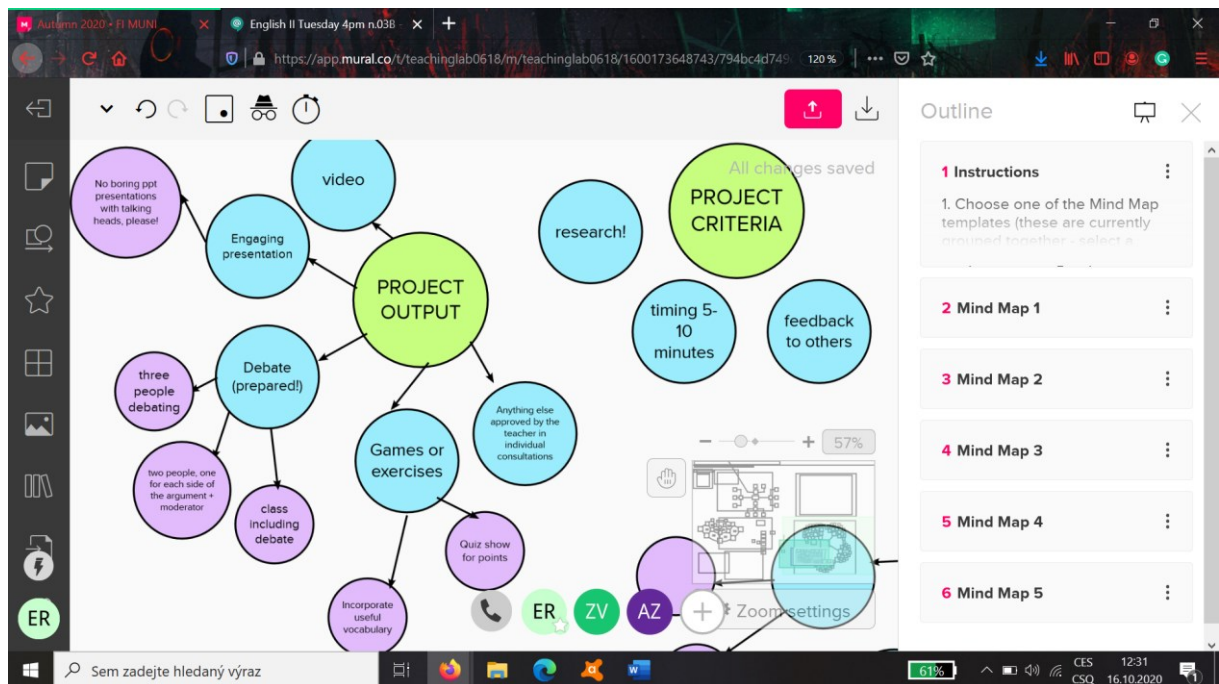 Autumn 2020 - FI MUNI
English II Tuesday 4pm n.03B -
https://app.mural.co/t/teachinglab0618/m/teachinglab0618/1600173648743/794bc4d749
120 %
Outline
All changes saved
No boring ppt
presentations
with talking
heads, please!
video
Engaging
presentation
PROJECT
OUTPUT
research!
PROJECT
CRITERIA
timing 5-
10
minutes
feedback
to others
three
people
debating
Debate
(prepared!)
two people, one
for each side of
the argument +
moderator
class
including
debate
Games or
exercises
Anything else
approved by the
teacher in
individual
consultations
Quiz show
for points
Incorporate
useful
vocabulary
57%
Zoom settings
ER
ER
ZV
AZ
1 Instructions
1. Choose one of the Mind Map
templates (these are currently
grouped together - select a
2 Mind Map 1
3 Mind Map 2
4 Mind Map 3
5 Mind Map 4
6 Mind Map 5
Sem zadejte hledaný výraz
61%
CES
CSQ
12:31
16.10.2020
1